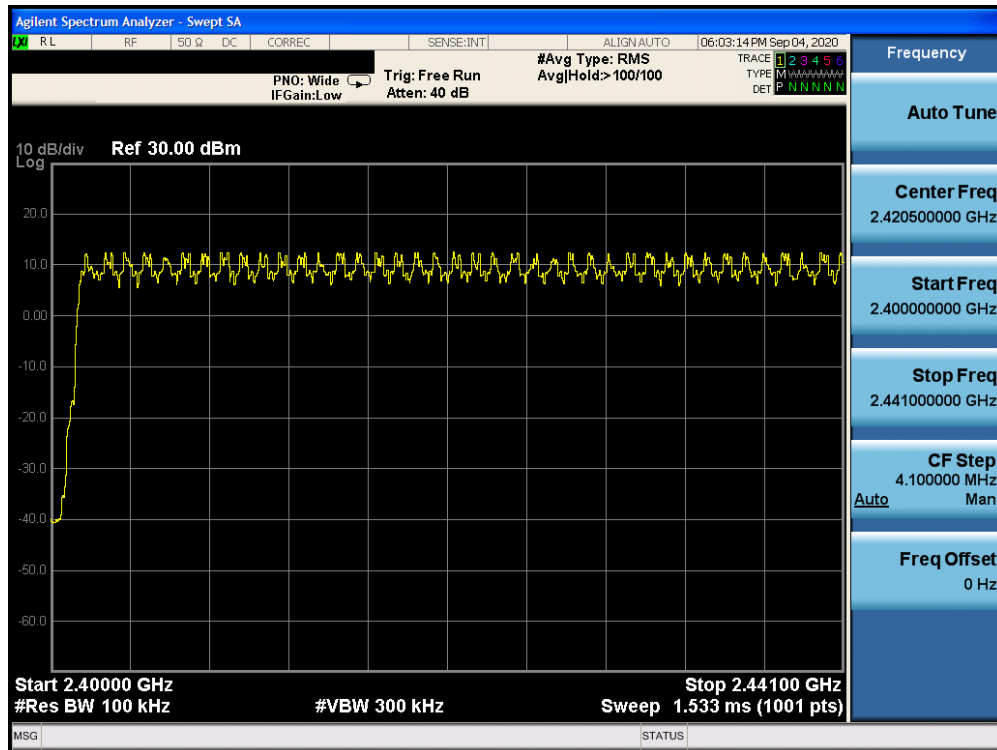 Agilent Spectrum Analyzer - Swept SA
LXI RL RF 50 Ω DC CORREC SENSE:INT ALIGN AUTO 06:03:14 PM Sep 04, 2020
PNO: Wide
IFGain:Low
Trig: Free Run
Atten: 40 dB
#Avg Type: RMS
Avg|Hold:>100/100
TRACE 1 2 3 4 5 6
TYPE M
DET P N N N N N
10 dB/div Ref 30.00 dBm
Log
20.0
10.0
0.00
-10.0
-20.0
-30.0
-40.0
-50.0
-60.0
Start 2.40000 GHz Stop 2.44100 GHz
#Res BW 100 kHz #VBW 300 kHz Sweep 1.533 ms (1001 pts)
MSG STATUS
Frequency
Auto Tune
Center Freq
2.420500000 GHz
Start Freq
2.400000000 GHz
Stop Freq
2.441000000 GHz
CF Step
4.100000 MHz
Auto Man
Freq Offset
0 Hz